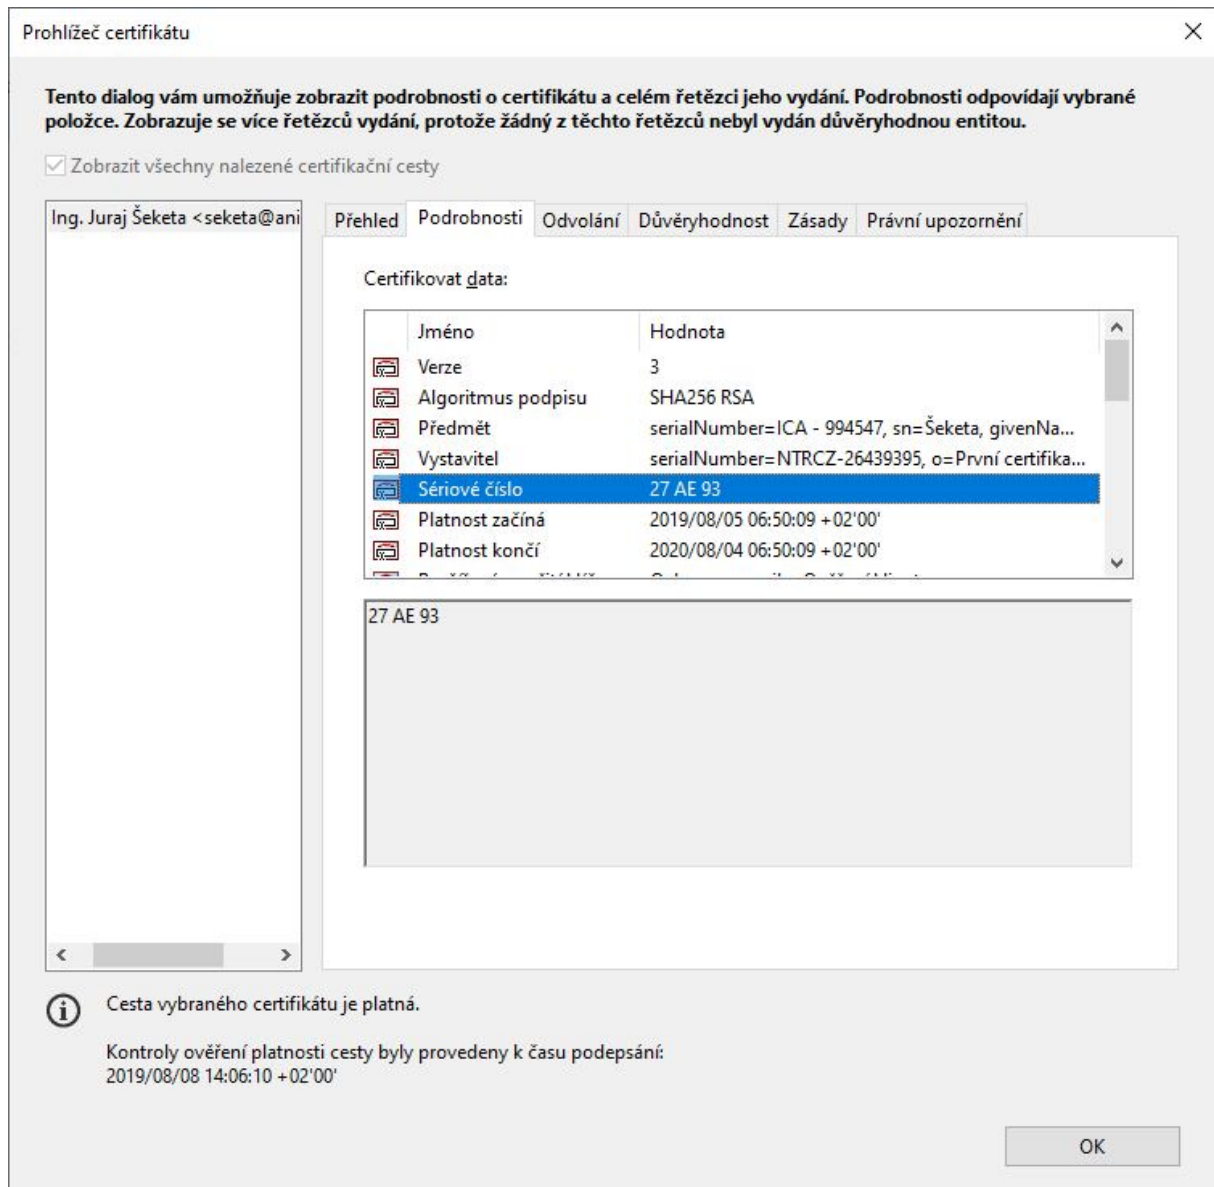 Prohlížeč certifikátu
Tento dialog vám umožňuje zobrazit podrobnosti o certifikátu a celém řetězci jeho vydání. Podrobnosti odpovídají vybrané
položce. Zobrazuje se více řetězců vydání, protože žádný z těchto řetězců nebyl vydán důvěryhodnou entitou.
Zobrazit všechny nalezené certifikační cesty
Ing. Juraj Šeketa <seketa@ani
Přehled Podrobnosti Odvolání Důvěryhodnost Zásady Právní upozornění
Certifikovat data:
Jméno Hodnota
Verze 3
Algoritmus podpisu SHA256 RSA
Předmět serialNumber=ICA - 994547, sn=Šeketa, givenNa...
Vystavitel serialNumber=NTRCZ-26439395, o=První certifika...
Sériové číslo 27 AE 93
Platnost začíná 2019/08/05 06:50:09 +02'00'
Platnost končí 2020/08/04 06:50:09 +02'00'
27 AE 93
Cesta vybraného certifikátu je platná.
Kontroly ověření platnosti cesty byly provedeny k času podepsání:
2019/08/08 14:06:10 +02'00'
OK